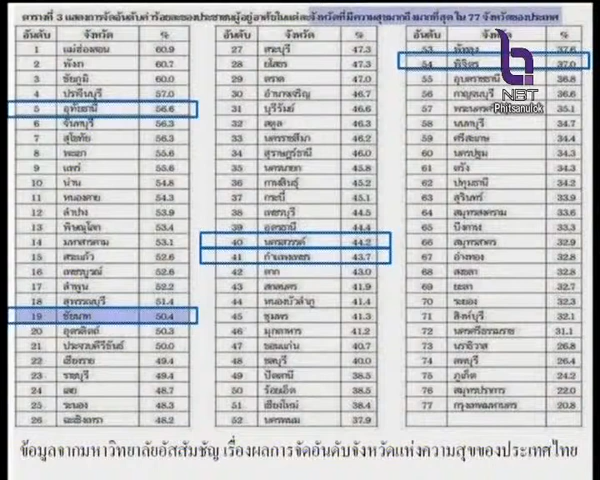 ตารางที่ 3 แสดงการจัดอันดับค่าร้อยละของประชาชนผู้อยู่อาศัยในแต่ละจังหวัดที่มีความสุขมากถึงมากที่สุด ใน 77 จังหวัดของประเทศ
อันดับ จังหวัด % อันดับ จังหวัด % อันดับ จังหวัด %
1 แม่ฮ่องสอน 60.9 27 สระบุรี 47.3 53 พัทลุง 37.6
2 พังงา 60.7 28 ยโสธร 47.3 54 พิจิตร 37.0
3 ชัยภูมิ 60.0 29 ตราด 47.0 55 อุบลราชธานี 36.8
4 ปราจีนบุรี 57.0 30 อำนาจเจริญ 46.7 56 กาญจนบุรี 36.6
5 อุทัยธานี 56.6 31 บุรีรัมย์ 46.6 57 35.1
6 จันทบุรี 56.3 32 สตูล 46.3 58 นนทบุรี 34.7
7 สุโขทัย 56.3 33 นครราชสีมา 46.2 59 ศรีสะเกษ 34.4
8 พะเยา 55.6 34 สุราษฎร์ธานี 46.0 60 นครปฐม 34.3
9 แพร่ 55.6 35 นครนายก 45.8 61 ตรัง 34.3
10 น่าน 54.8 36 กาฬสินธุ์ 45.2 62 ปทุมธานี 34.2
11 หนองคาย 54.3 37 กระบี่ 45.1 63 สุรินทร์ 33.9
12 ลำปาง 53.9 38 เพชรบุรี 44.5 64 สมุทรสงคราม 33.6
13 พิษณุโลก 53.4 39 อุดรธานี 44.4 65 บึงกาฬ 33.3
14 มหาสารคาม 53.1 40 นครสวรรค์ 44.2 66 สมุทรสาคร 32.9
15 สระแก้ว 52.6 41 กำแพงเพชร 43.7 67 อ่างทอง 32.8
16 เพชรบูรณ์ 52.6 42 ตาก 43.0 68 สงขลา 32.8
17 ลำพูน 52.2 43 สกลนคร 41.9 69 ยะลา 32.7
18 สุพรรณบุรี 51.4 44 หนองบัวลำภู 41.4 70 ระยอง 32.3
19 ชัยนาท 50.4 45 ชุมพร 41.3 71 สิงห์บุรี 32.1
20 อุตรดิตถ์ 50.3 46 มุกดาหาร 41.2 72 นครศรีธรรมราช 31.1
21 ประจวบคีรีขันธ์ 50.0 47 ขอนแก่น 40.7 73 นราธิวาส 26.8
22 เชียงราย 49.4 48 ชลบุรี 40.0 74 ลพบุรี 26.4
23 ราชบุรี 49.4 49 ปัตตานี 38.5 75 ภูเก็ต 24.2
24 เลย 48.7 50 ร้อยเอ็ด 38.5 76 สมุทรปราการ 22.0
25 ระนอง 48.3 51 เชียงใหม่ 38.4 77 กรุงเทพมหานคร 20.8
26 ฉะเชิงเทรา 48.2 52 นครพนม 37.9
NBT
Phitsanulok
ข้อมูลจากมหาวิทยาลัยอัสสัมชัญ เรื่องผลการจัดอันดับจังหวัดแห่งความสุขของประเทศไทย